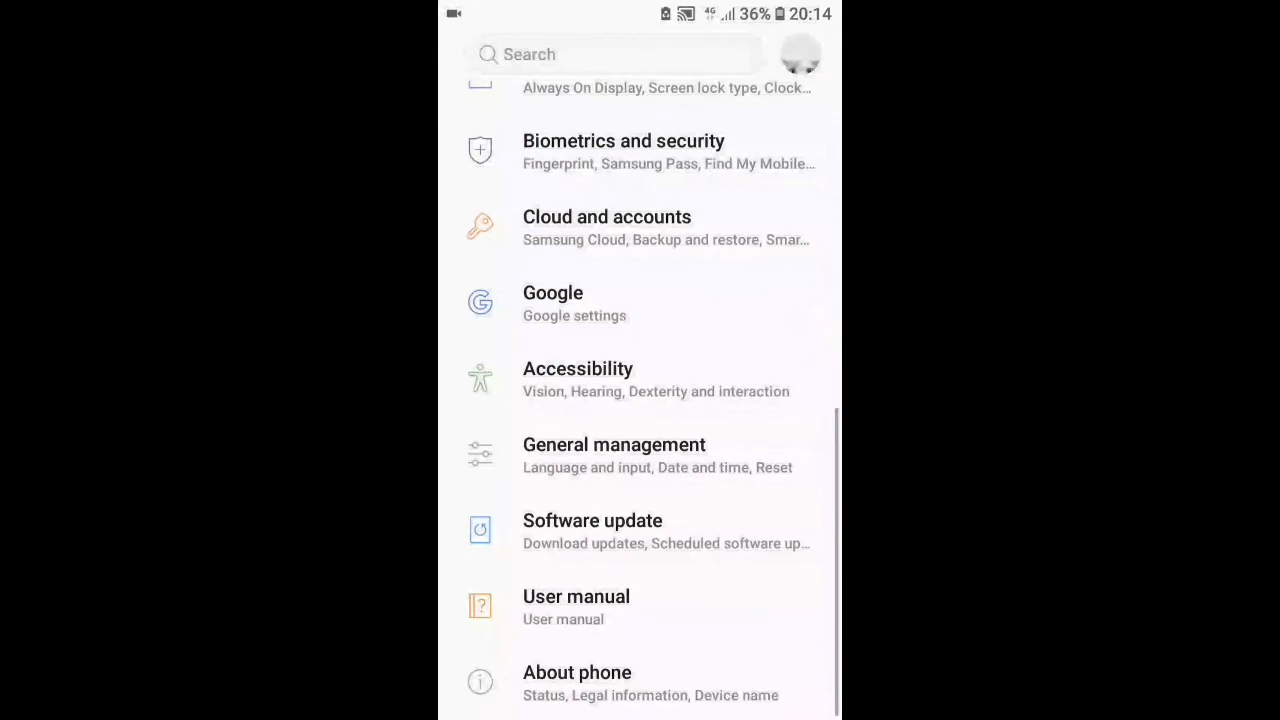 4G 36% 20:14
Search
Always On Display, Screen lock type, Clock...
Biometrics and security
Fingerprint, Samsung Pass, Find My Mobile...
Cloud and accounts
Samsung Cloud, Backup and restore, Smar...
Google
Google settings
Accessibility
Vision, Hearing, Dexterity and interaction
General management
Language and input, Date and time, Reset
Software update
Download updates, Scheduled software up...
User manual
User manual
About phone
Status, Legal information, Device name